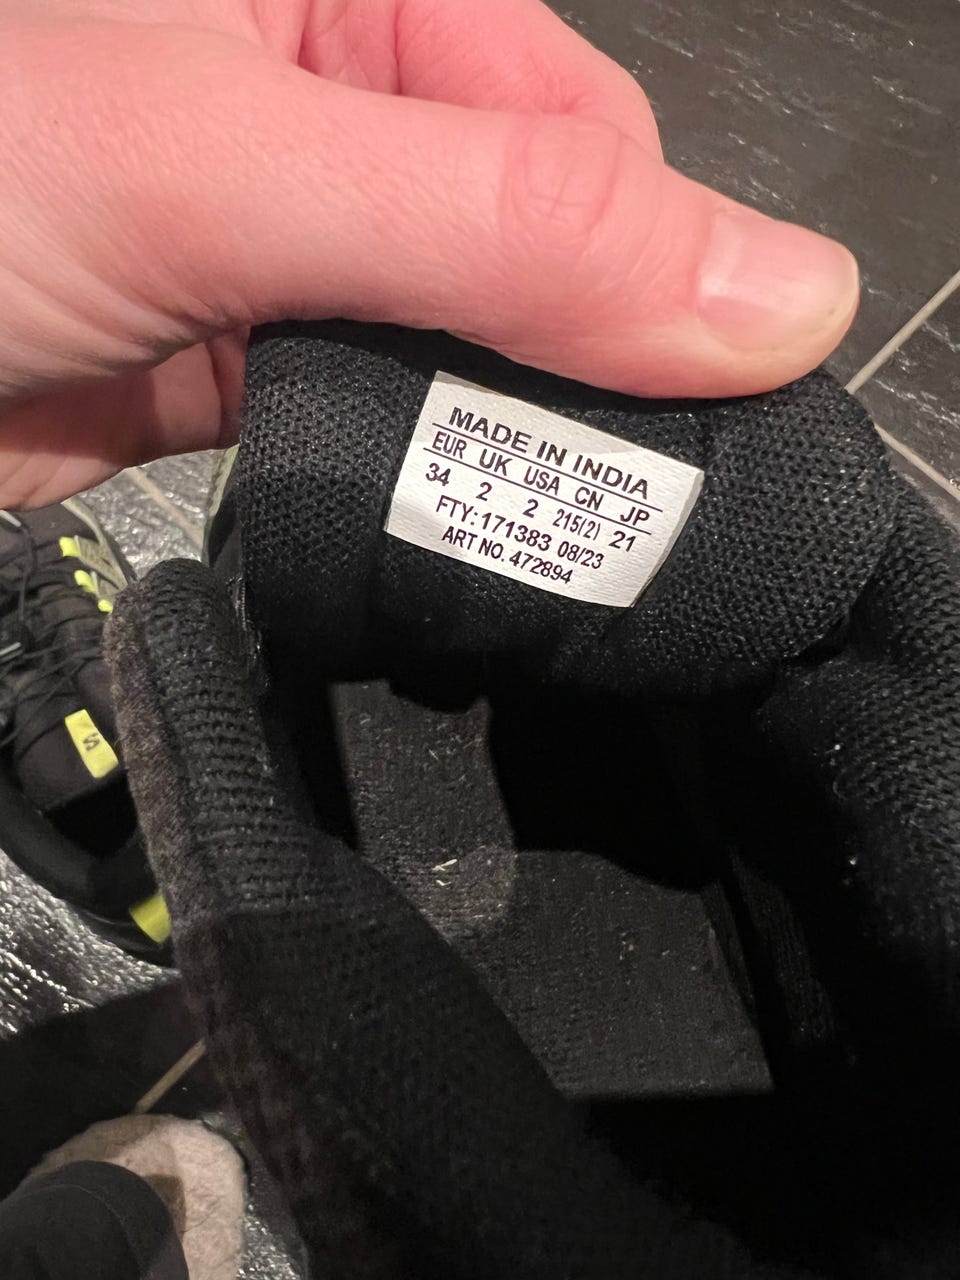 MADE IN INDIA
EUR UK USA CN JP
34 2 2 215(2) 21
FTY:171383 08/23
ART NO. 472894
S